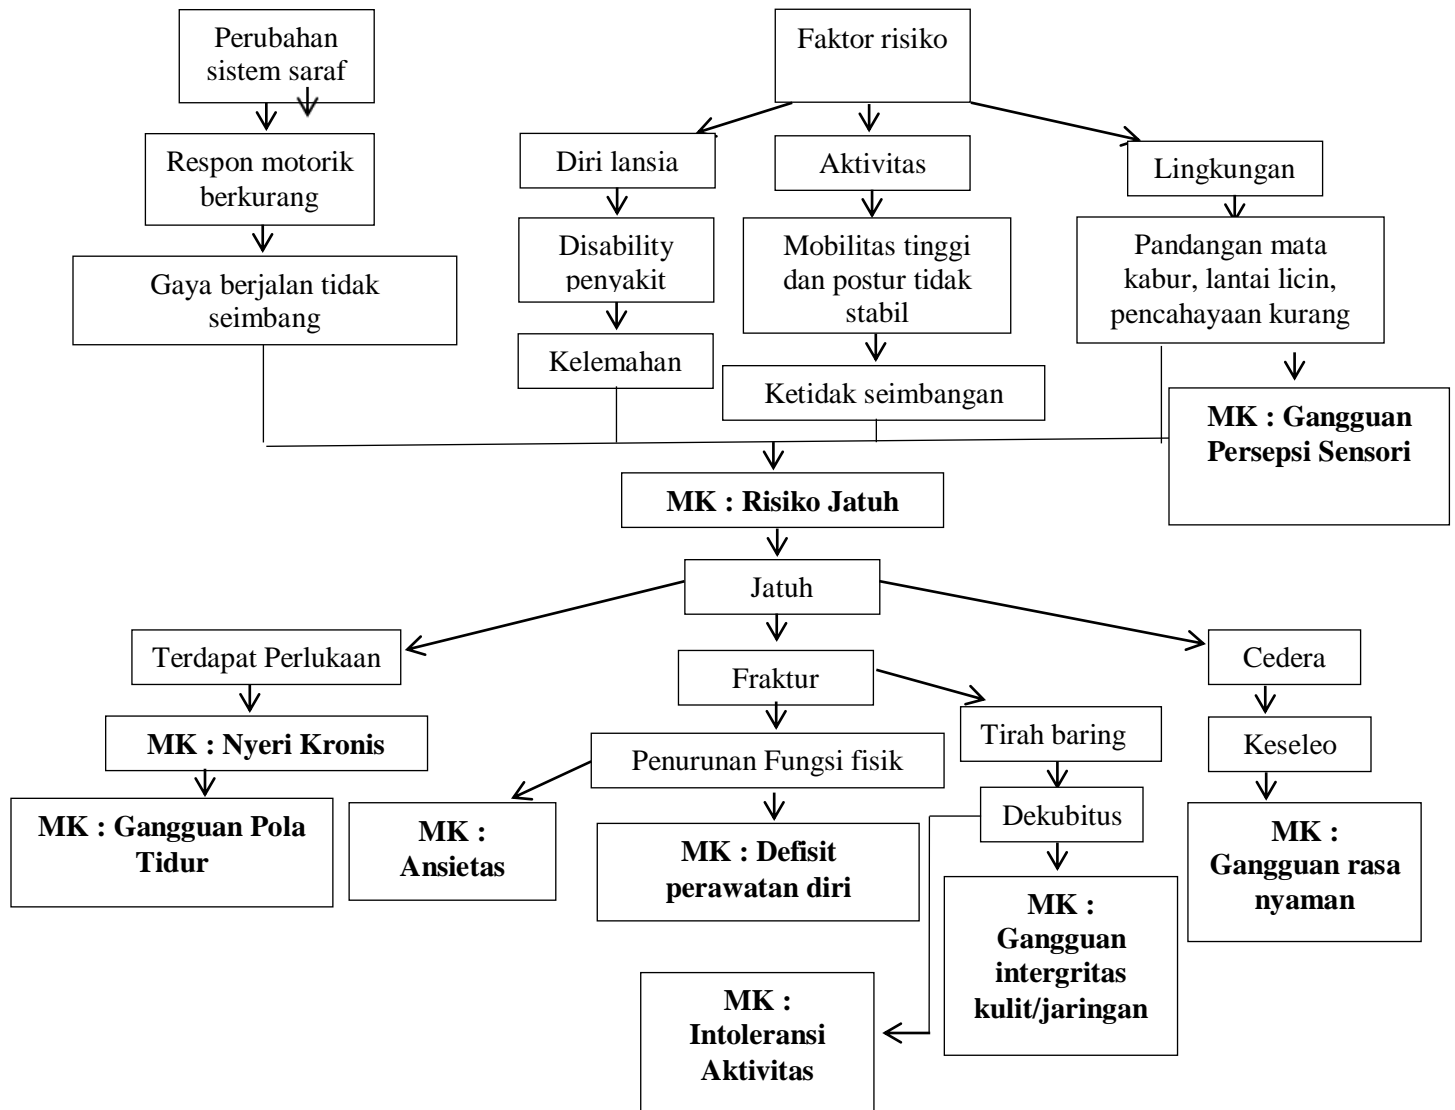 Perubahan
sistem saraf
Faktor risiko
Respon motorik
berkurang
Diri lansia
Aktivitas
Lingkungan
Gaya berjalan tidak
seimbang
Disability
penyakit
Mobilitas tinggi
dan postur tidak
stabil
Pandangan mata
kabur, lantai licin,
pencahayaan kurang
Kelemahan
Ketidak seimbangan
MK : Gangguan
Persepsi Sensori
MK : Risiko Jatuh
Jatuh
Terdapat Perlukaan
Fraktur
Cedera
MK : Nyeri Kronis
Penurunan Fungsi fisik
Tirah baring
Keseleo
MK : Gangguan Pola
Tidur
MK :
Ansietas
MK : Defisit
perawatan diri
Dekubitus
MK :
Gangguan rasa
nyaman
MK :
Gangguan
intergritas
kulit/jaringan
MK :
Intoleransi
Aktivitas